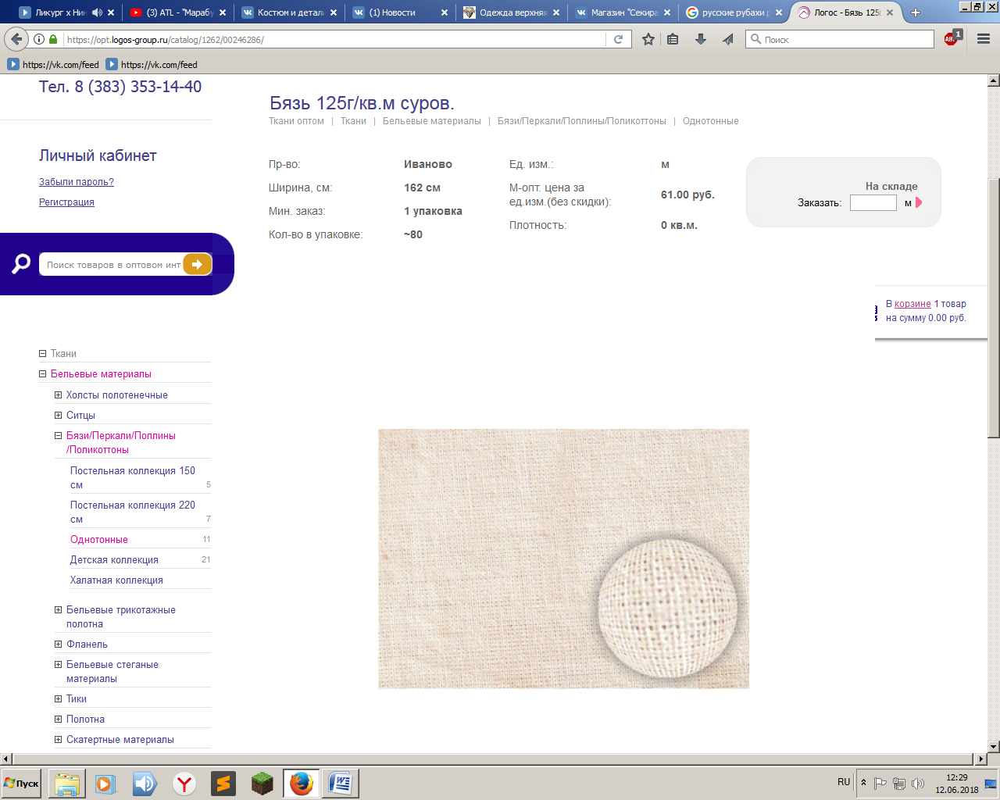 Ликург x Нин
(3) ATL - "Марабу
Костюм и детали
(1) Новости
Одежда верхняя
Магазин "Секира
русские рубахи р
Логос - Бязь 125г
https://opt.logos-group.ru/catalog/1262/00246286/
Поиск
ABP
1
https://vk.com/feed
https://vk.com/feed
Тел. 8 (383) 353-14-40
Личный кабинет
Забыли пароль?
Регистрация
Поиск товаров в оптовом инт
Ткани
Бельевые материалы
Холсты полотенечные
Ситцы
Бязи/Перкали/Поплины
/Поликоттоны
Постельная коллекция 150
см 5
Постельная коллекция 220
см 7
Однотонные 11
Детская коллекция 21
Халатная коллекция
Бельевые трикотажные
полотна
Фланель
Бельевые стеганые
материалы
Тики
Полотна
Скатертные материалы
Бязь 125г/кв.м суров.
Ткани оптом | Ткани | Бельевые материалы | Бязи/Перкали/Поплины/Поликоттоны | Однотонные
Пр-во: Иваново
Ширина, см: 162 см
Мин. заказ: 1 упаковка
Кол-во в упаковке: ~80
Ед. изм.: м
М-опт. цена за
ед.изм.(без скидки): 61.00 руб.
Плотность: 0 кв.м.
На складе
Заказать: м
В корзине 1 товар
на сумму 0.00 руб.
Пуск
RU
12:29
12.06.2018